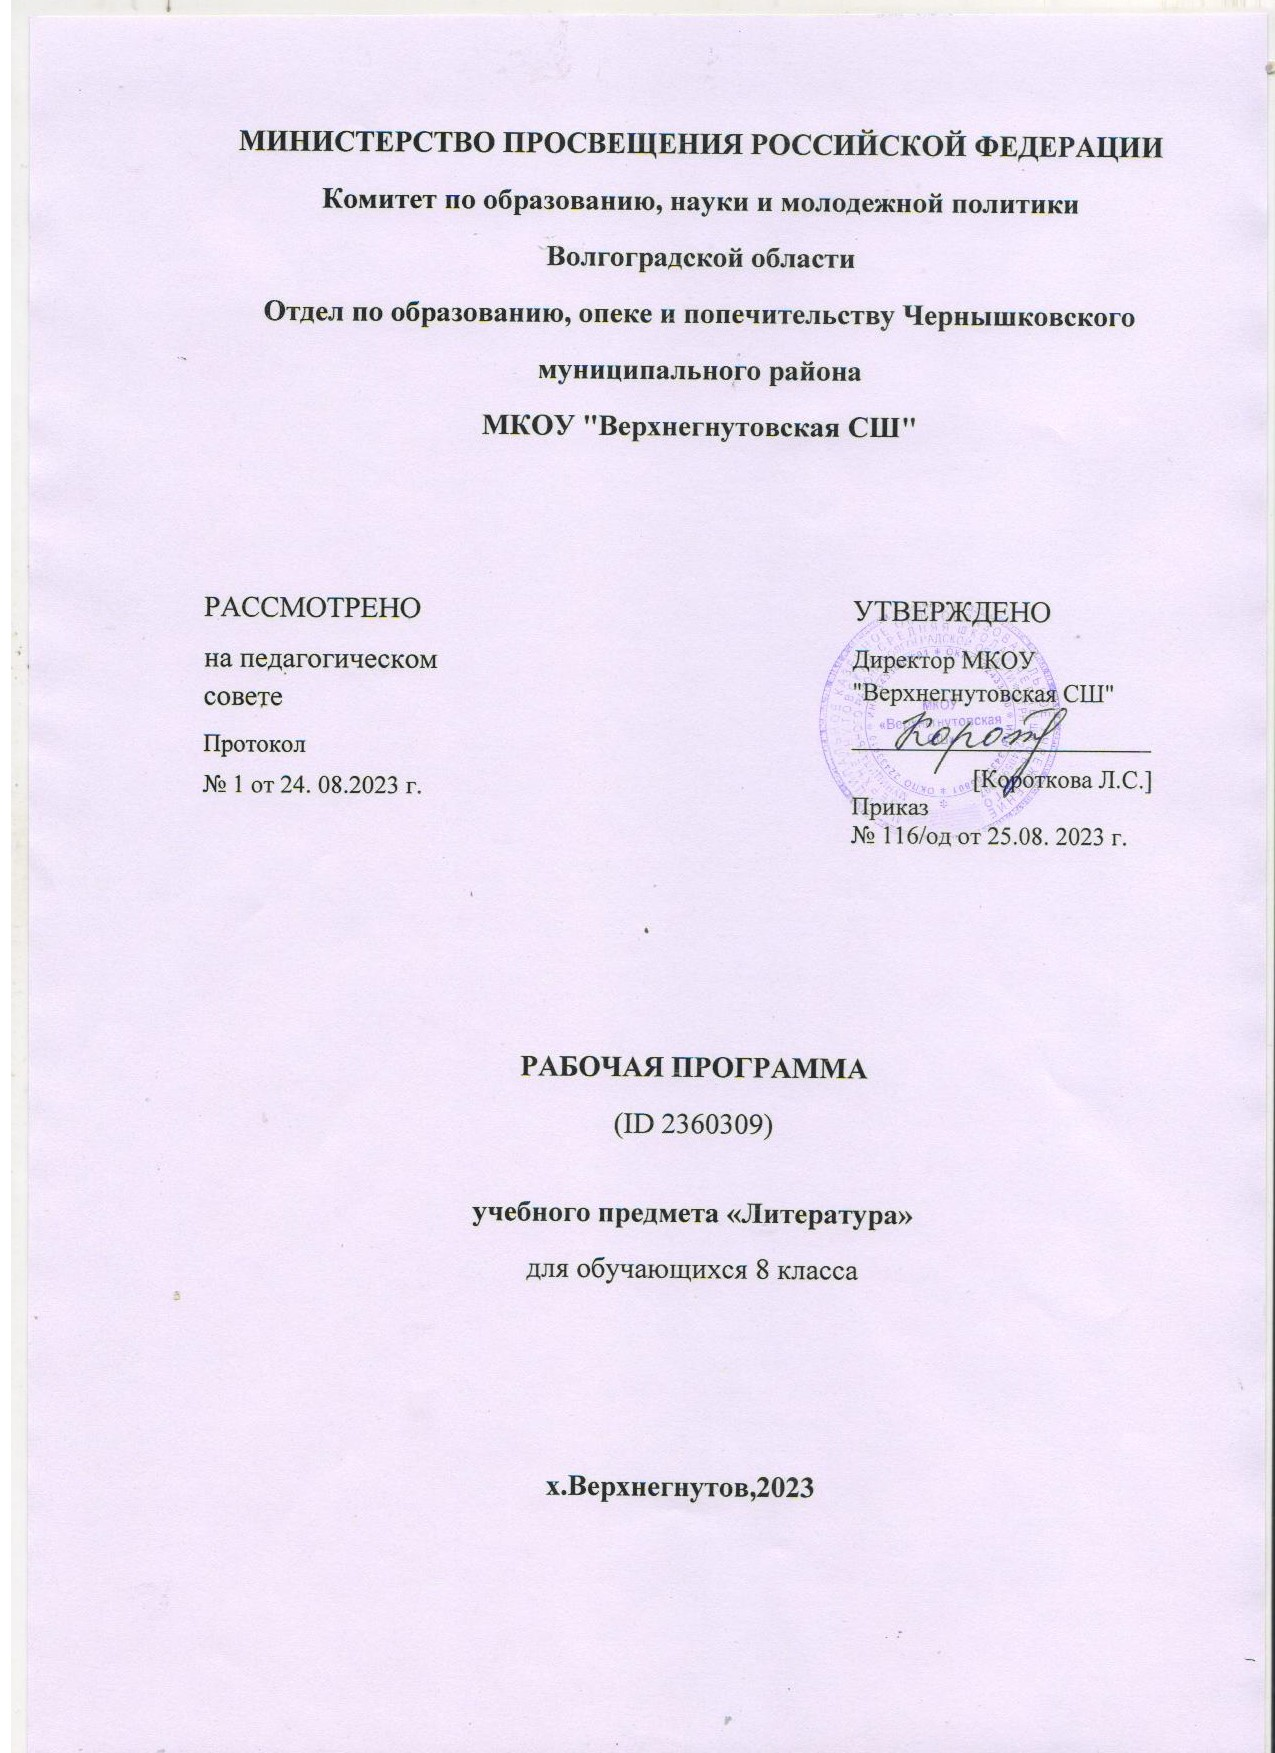 МИНИСТЕРСТВО ПРОСВЕЩЕНИЯ РОССИЙСКОЙ ФЕДЕРАЦИИ
Комитет по образованию, науки и молодежной политики
Волгоградской области
Отдел по образованию, опеке и попечительству Чернышковского
муниципального района
МКОУ "Верхнегнутовская СШ"
РАССМОТРЕНО
на педагогическом
совете
Протокол
№ 1 от 24. 08.2023 г.
УТВЕРЖДЕНО
Директор МКОУ
"Верхнегнутовская СШ"
МКОУ
«Верхнегнутовская
[Короткова Л.С.]
Приказ
№ 116/од от 25.08. 2023 г.
РАБОЧАЯ ПРОГРАММА
(ID 2360309)
учебного предмета «Литература»
для обучающихся 8 класса
х.Верхнегнутов,2023